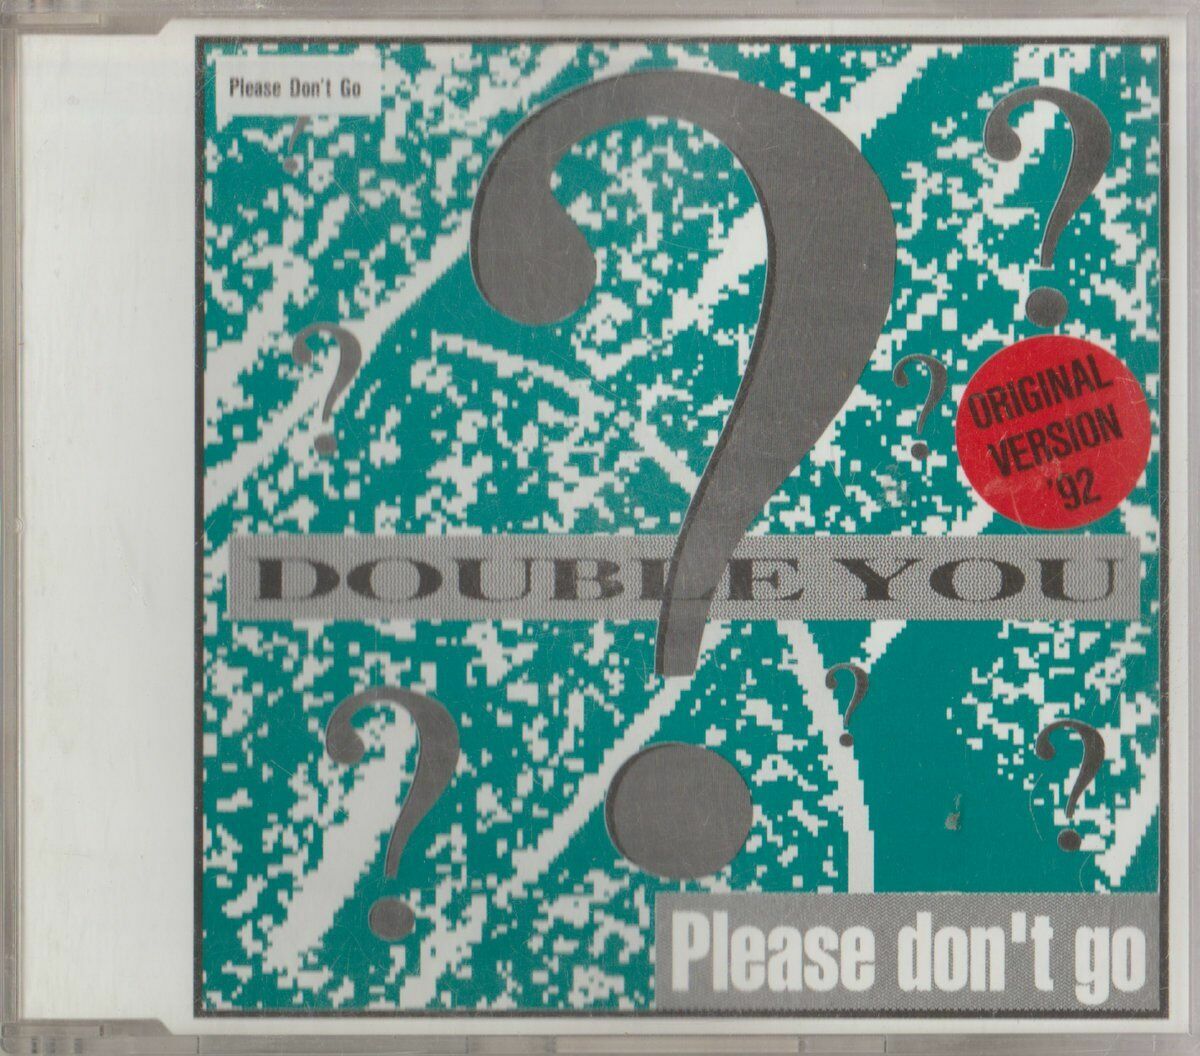 Please Don't Go
ORIGINAL
VERSION
'92
DOUBLE YOU
Please don't go